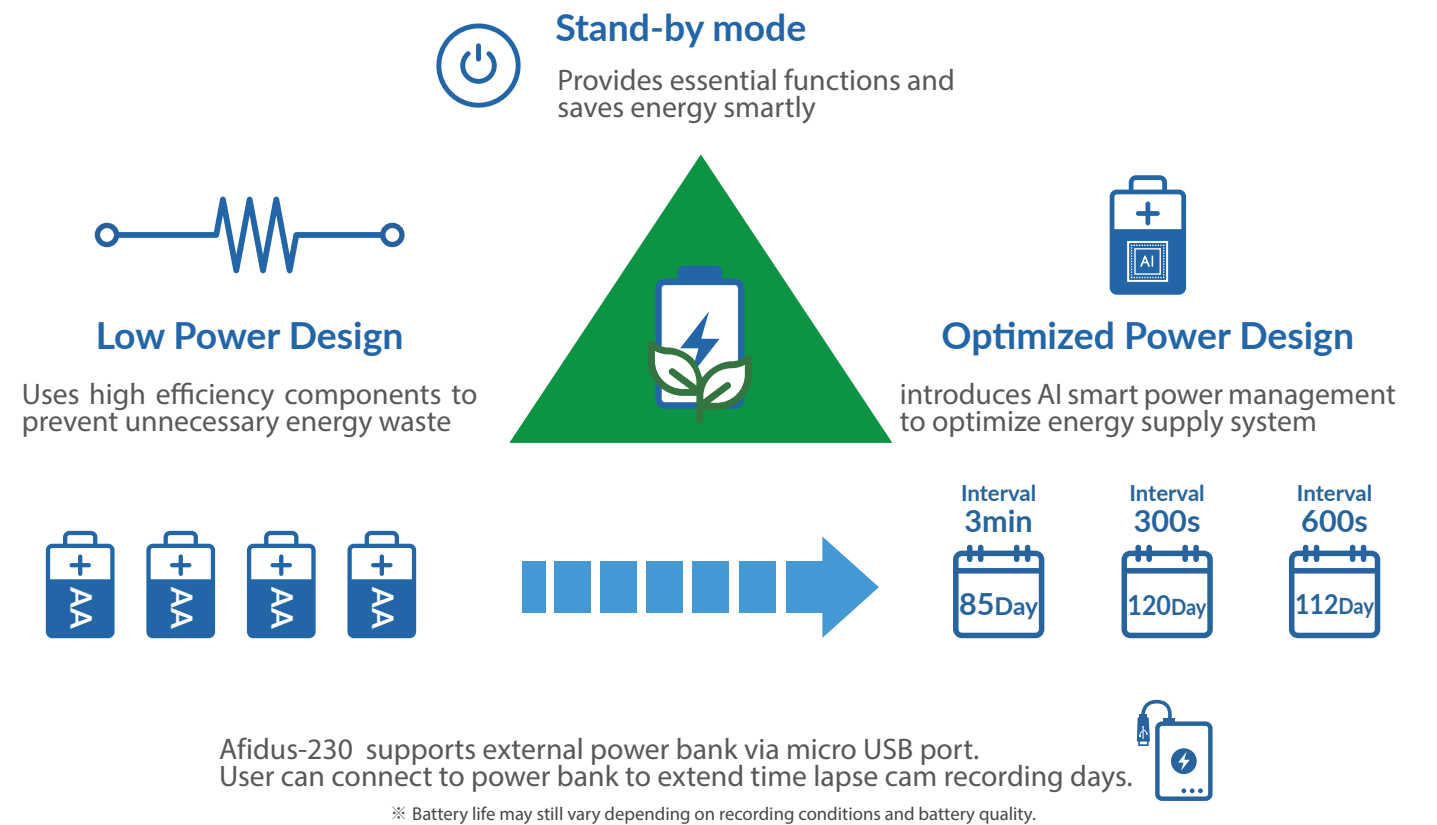 Stand-by mode
Provides essential functions and
saves energy smartly
Low Power Design
Uses high efficiency components to
prevent unnecessary energy waste
AI
Optimized Power Design
introduces AI smart power management
to optimize energy supply system
AA
AA
AA
AA
Interval
3min
85Day
Interval
300s
120Day
Interval
600s
112Day
Afidus-230 supports external power bank via micro USB port.
User can connect to power bank to extend time lapse cam recording days.
※ Battery life may still vary depending on recording conditions and battery quality.